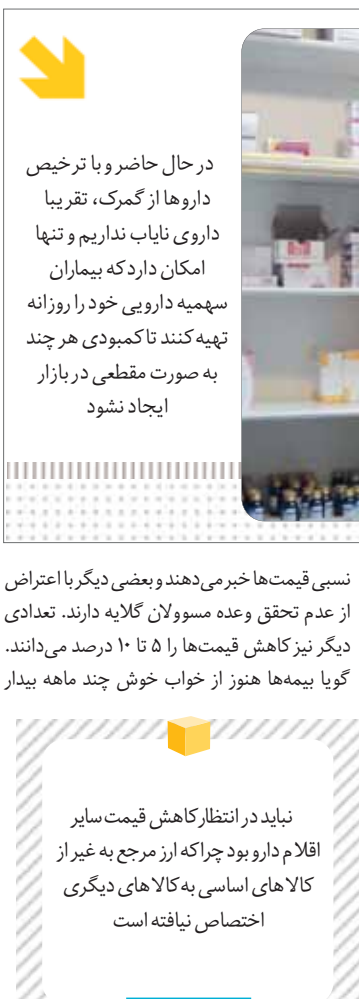 در حال حاضر و با ترخیص
داروها از گمرک، تقریبا
داروی نایاب نداریم و تنها
امکان دارد که بیماران
سهمیه دارویی خود را روزانه
تهیه کنند تا کمبودی هر چند
به صورت مقطعی در بازار
ایجاد نشود
نسبی قیمت‌ها خبر می‌دهند و بعضی دیگر با اعتراض
از عدم تحقق وعده مسوولان گلایه دارند. تعدادی
دیگر نیز کاهش قیمت‌ها را ۵ تا ۱۰ درصد می‌دانند.
گویا بیمه‌ها هنوز از خواب خوش چند ماهه بیدار
نباید در انتظار کاهش قیمت سایر
اقلام دارو بود چراکه ارز مرجع به غیر از
کالاهای اساسی به کالاهای دیگری
اختصاص نیافته است